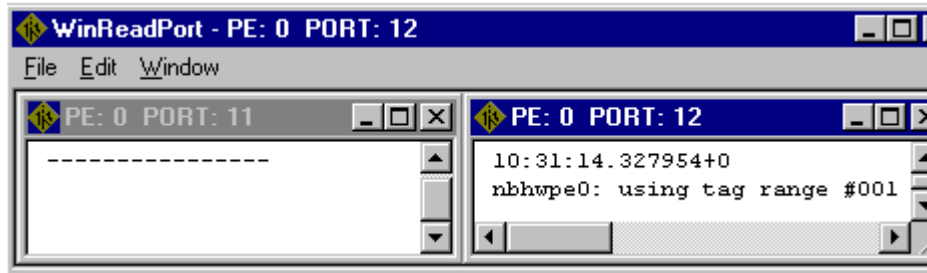 WinReadPort - PE: 0 PORT: 12
File Edit Window
PE: 0 PORT: 11
----------------
PE: 0 PORT: 12
10:31:14.327954+0
nbhwpe0: using tag range #001